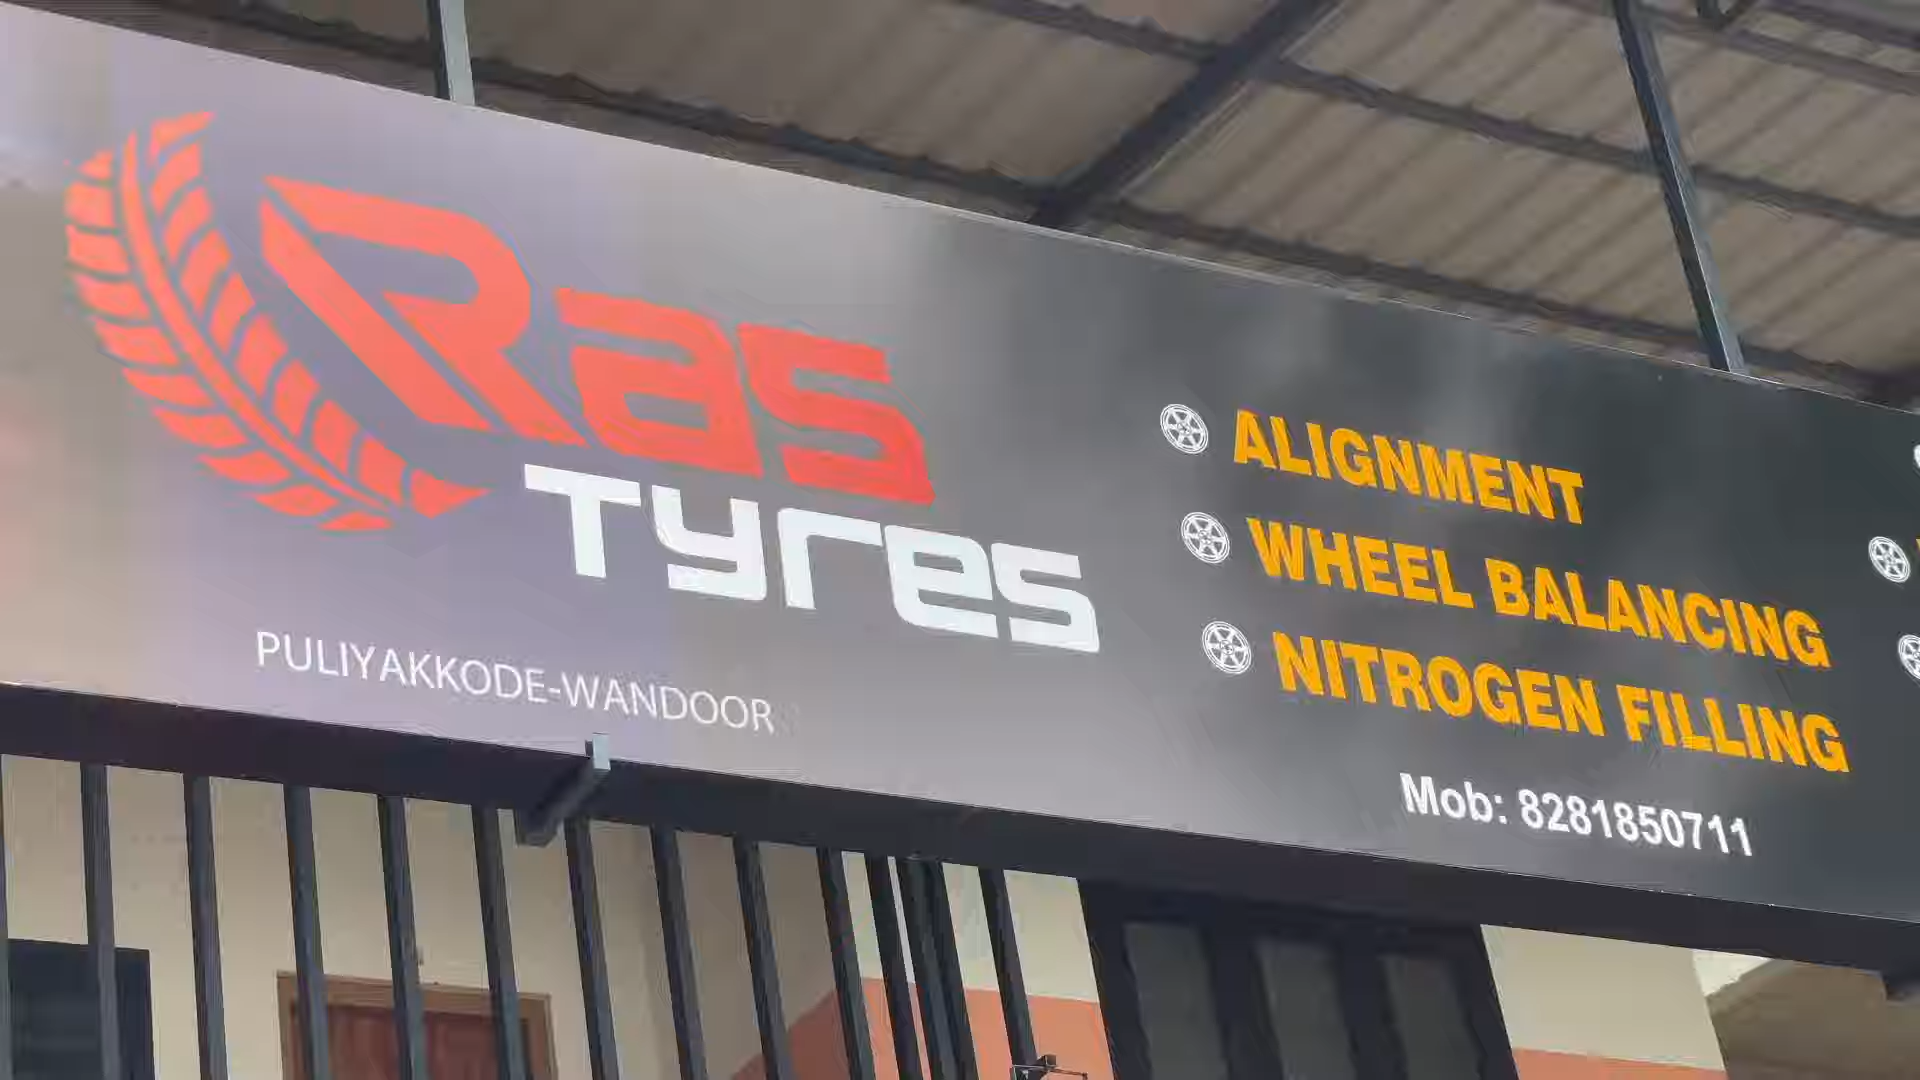 Ras
Tyres
PULIYAKKODE-WANDOOR
ALIGNMENT
WHEEL BALANCING
NITROGEN FILLING
Mob: 8281850711